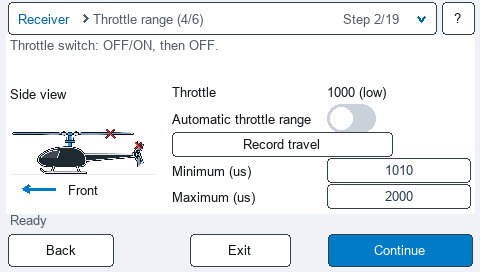 Receiver > Throttle range (4/6) Step 2/19 ?
Throttle switch: OFF/ON, then OFF.
Side view
Throttle 1000 (low)
Automatic throttle range
Record travel
Minimum (us) 1010
Front
Maximum (us) 2000
Ready
Back Exit Continue